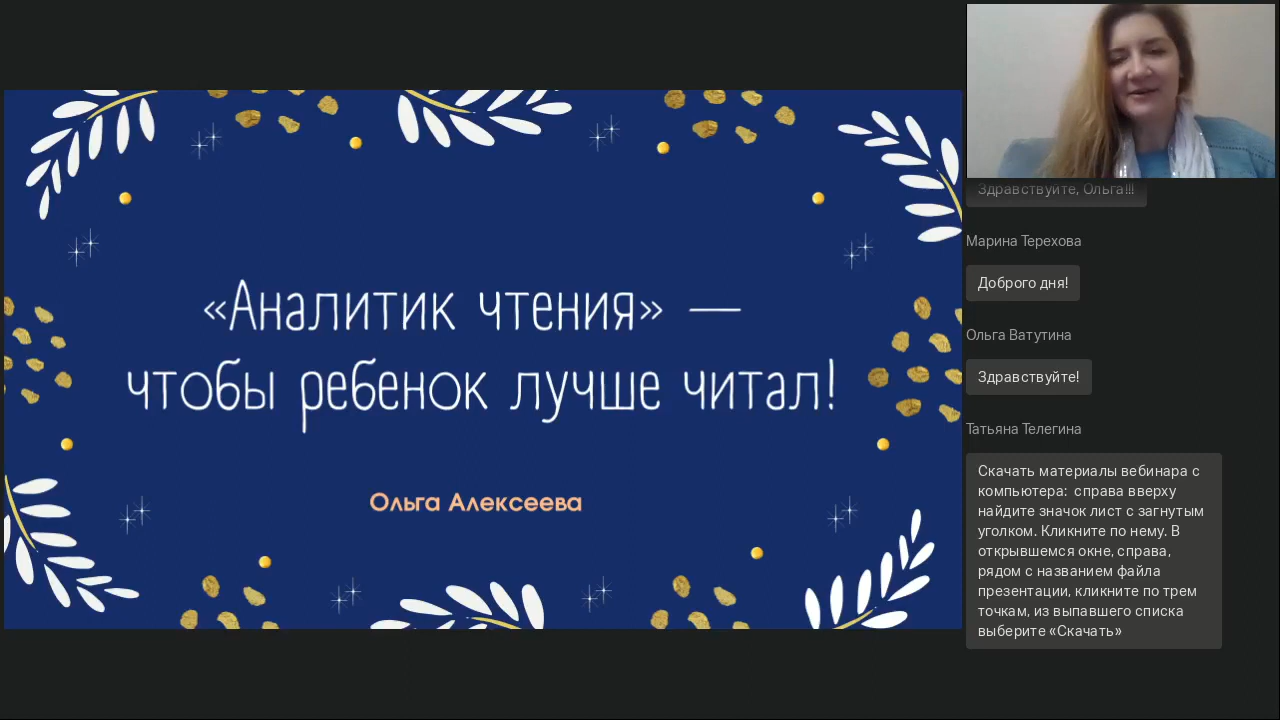 «Аналитик чтения» —
чтобы ребенок лучше читал!
Ольга Алексеева
Здравствуйте, Ольга!!!
Марина Терехова
Доброго дня!
Ольга Ватутина
Здравствуйте!
Татьяна Телегина
Скачать материалы вебинара с
компьютера:  справа вверху
найдите значок лист с загнутым
уголком. Кликните по нему. В
открывшемся окне, справа,
рядом с названием файла
презентации, кликните по трем
точкам, из выпавшего списка
выберите «Скачать»